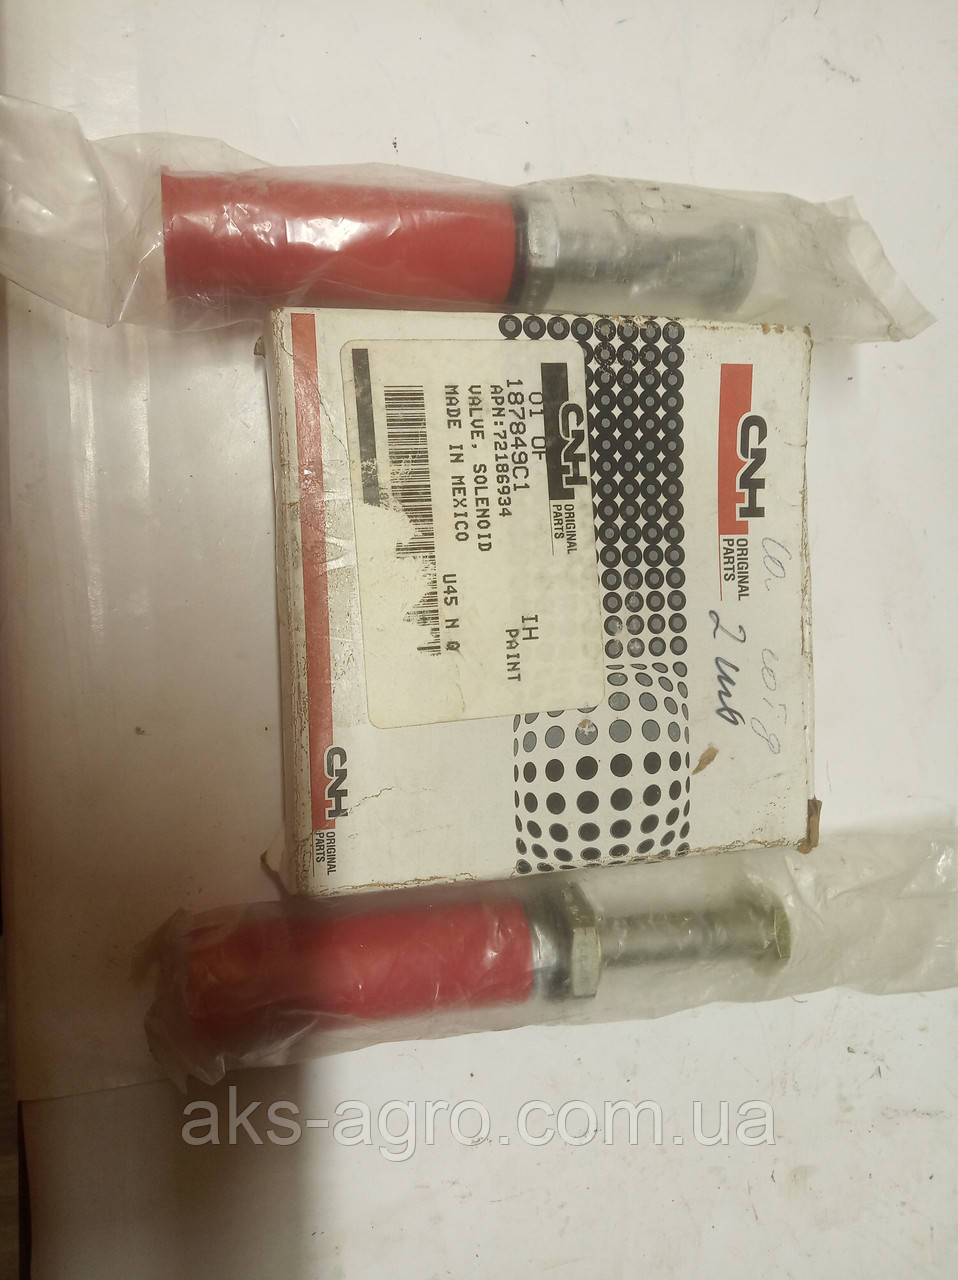 CNH
ORIGINAL
PARTS
2 шт
CNH
ORIGINAL
PARTS
01 OF
IH
187849C1
PAINT
APN:72186934
VALVE, SOLENOID
MADE IN MEXICO
U45 N Q
CNH
ORIGINAL
PARTS
aks-agro.com.ua